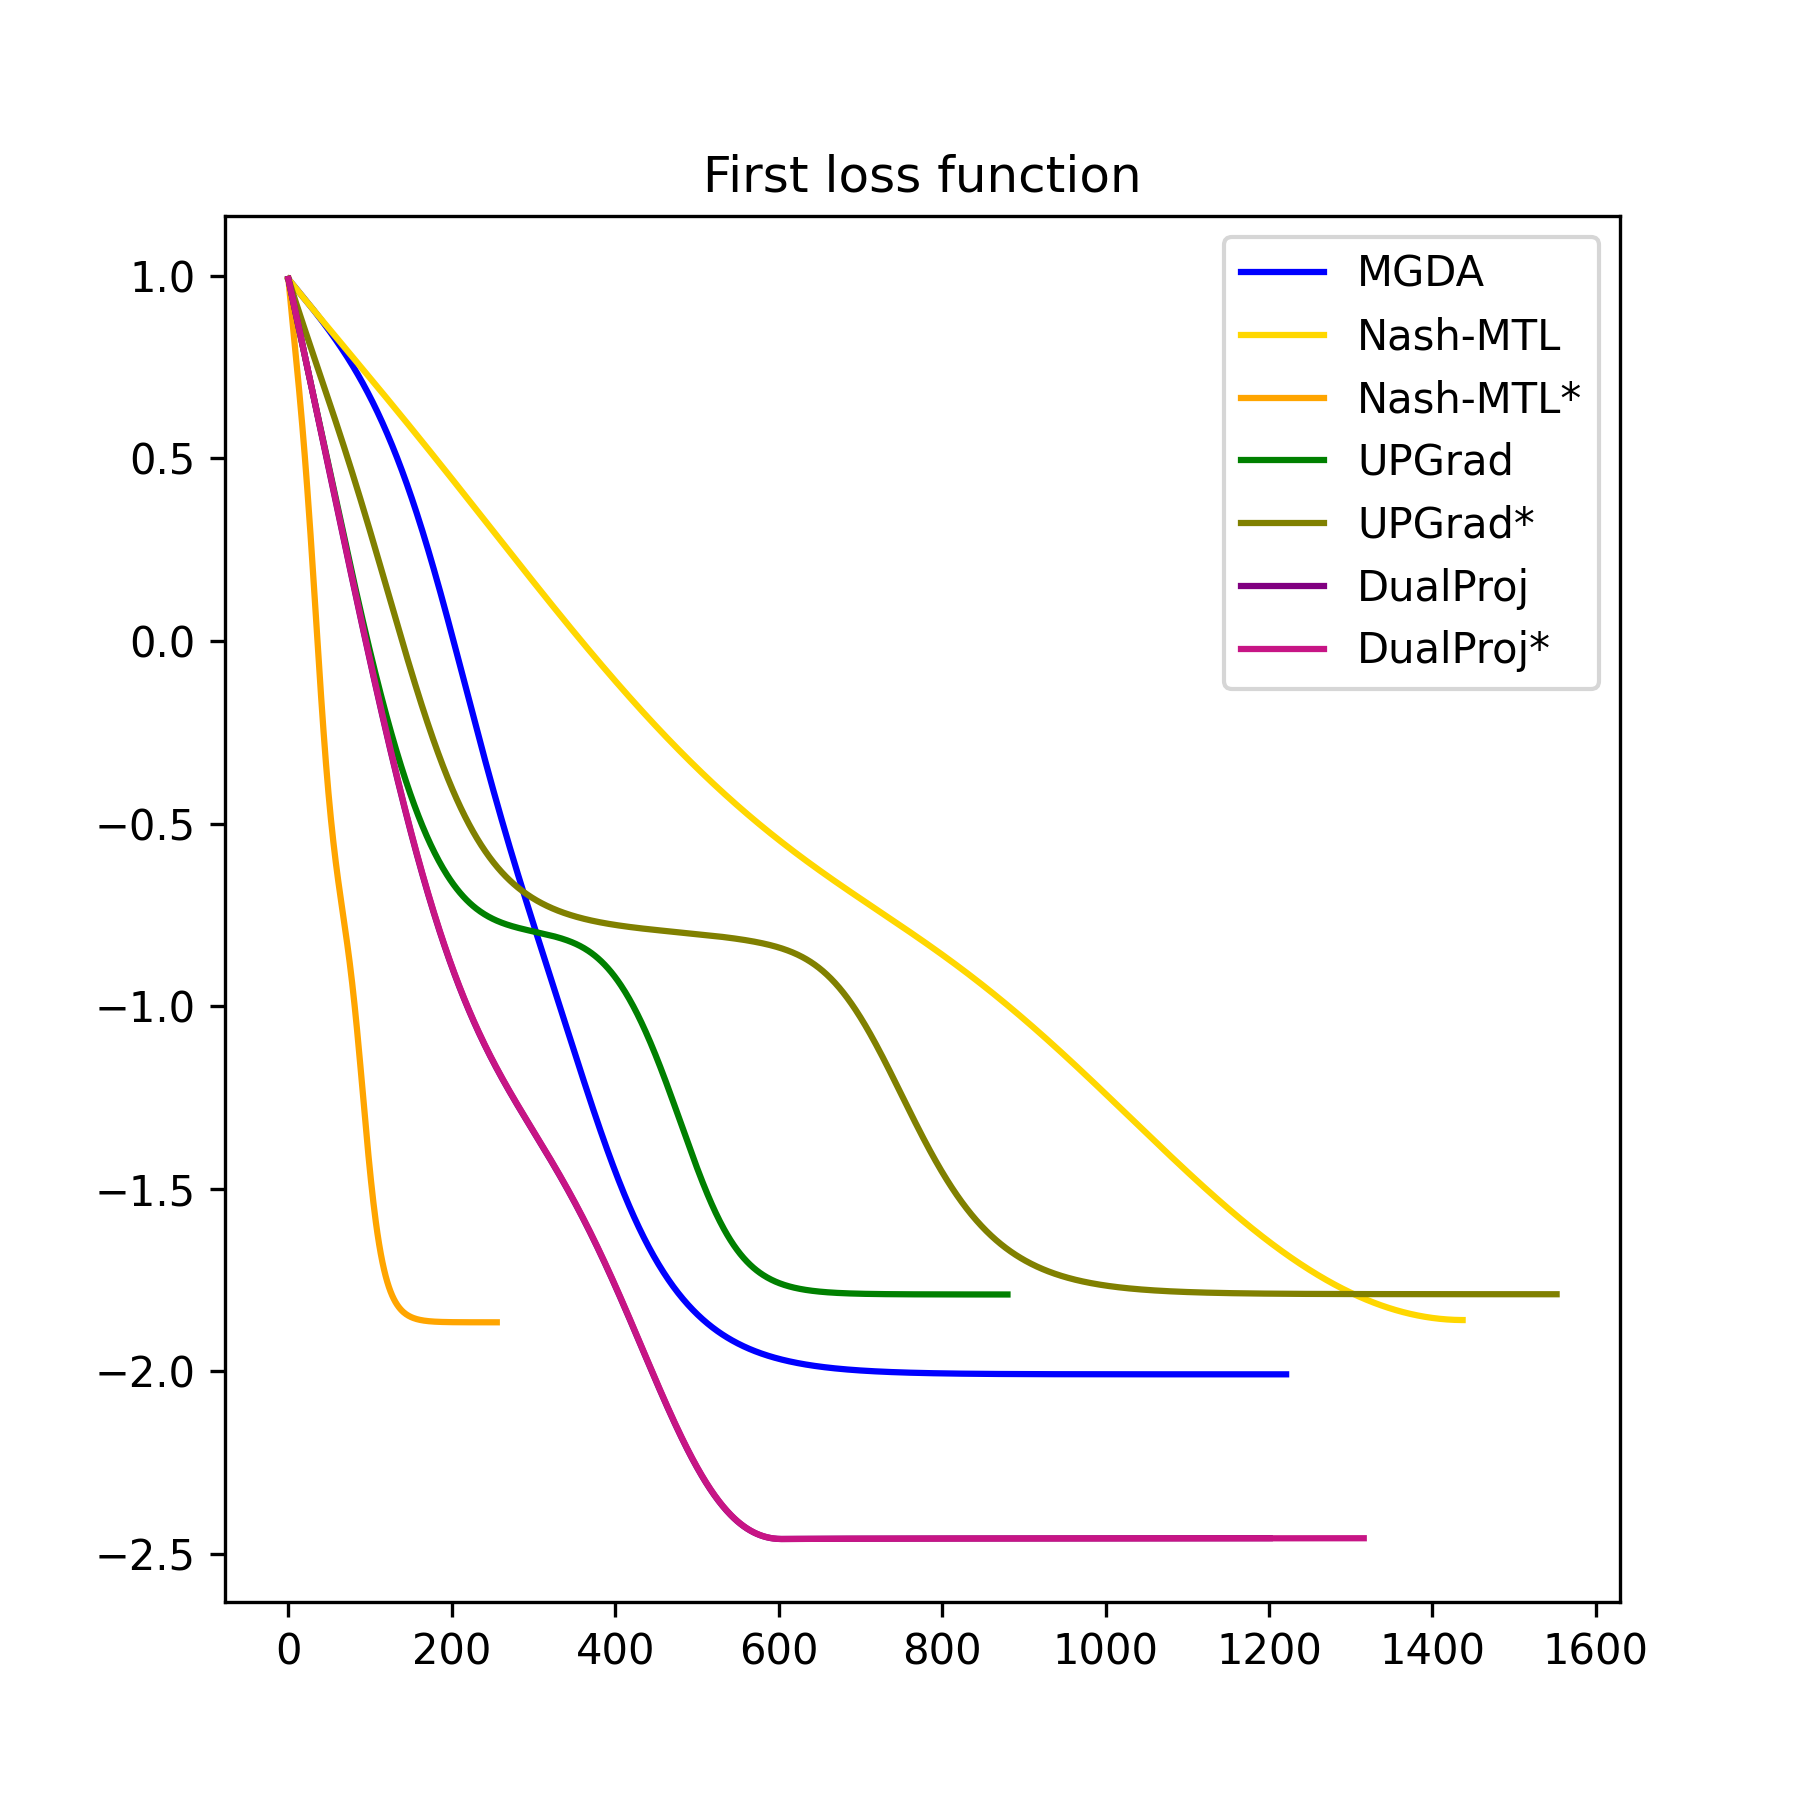 First loss function
MGDA
Nash-MTL
Nash-MTL*
UPGrad
UPGrad*
DualProj
DualProj*
1.0
0.5
0.0
−0.5
−1.0
−1.5
−2.0
−2.5
0 200 400 600 800 1000 1200 1400 1600